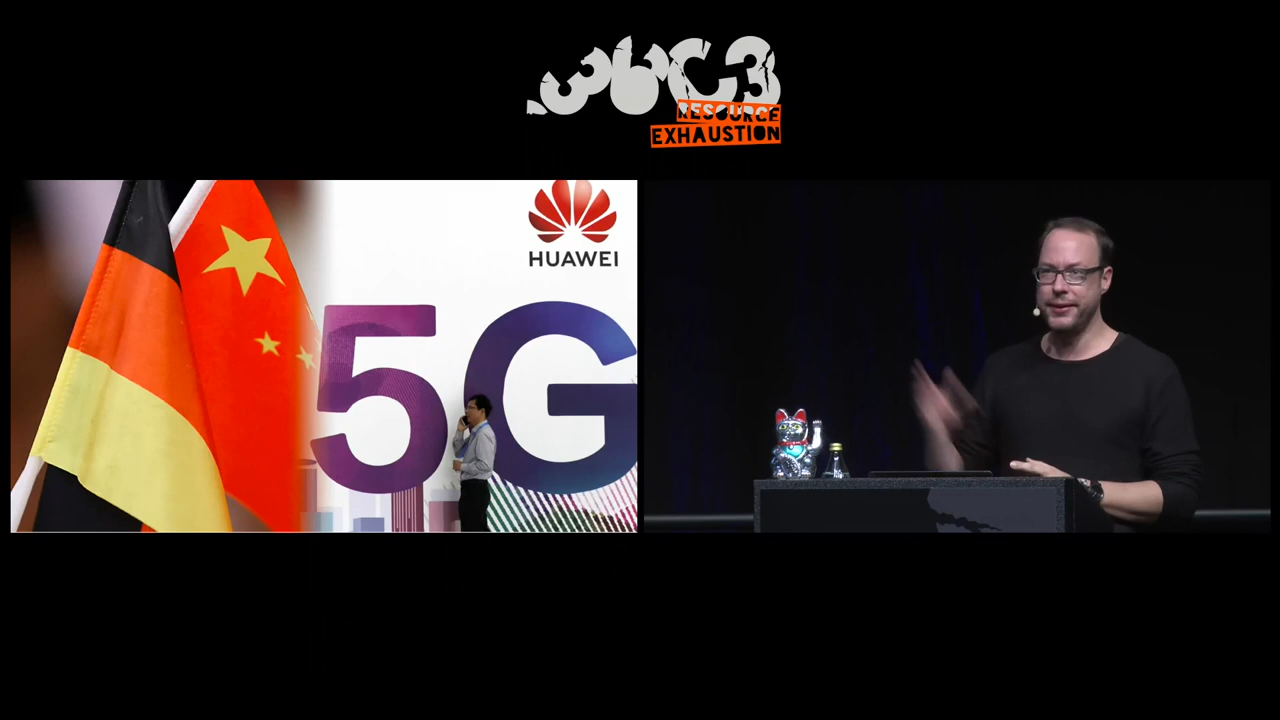 36C3
RESOURCE
EXHAUSTION
HUAWEI
5G